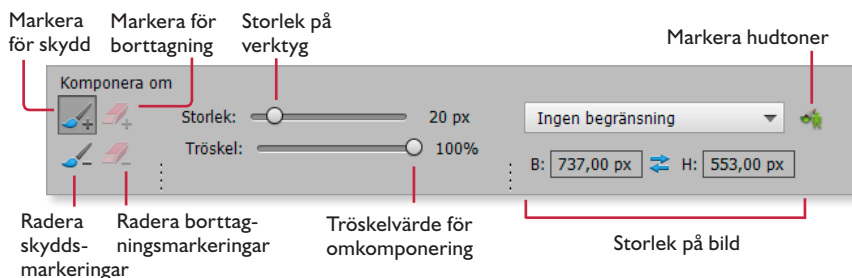 Markera för skydd
Markera för borttagning
Storlek på verktyg
Markera hudtoner
Komponera om
Storlek: 20 px
Tröskel: 100%
Ingen begränsning
B: 737,00 px H: 553,00 px
Radera skydds-
markeringar
Radera borttag-
ningsmarkeringar
Tröskelvärde för
omkomponering
Storlek på bild